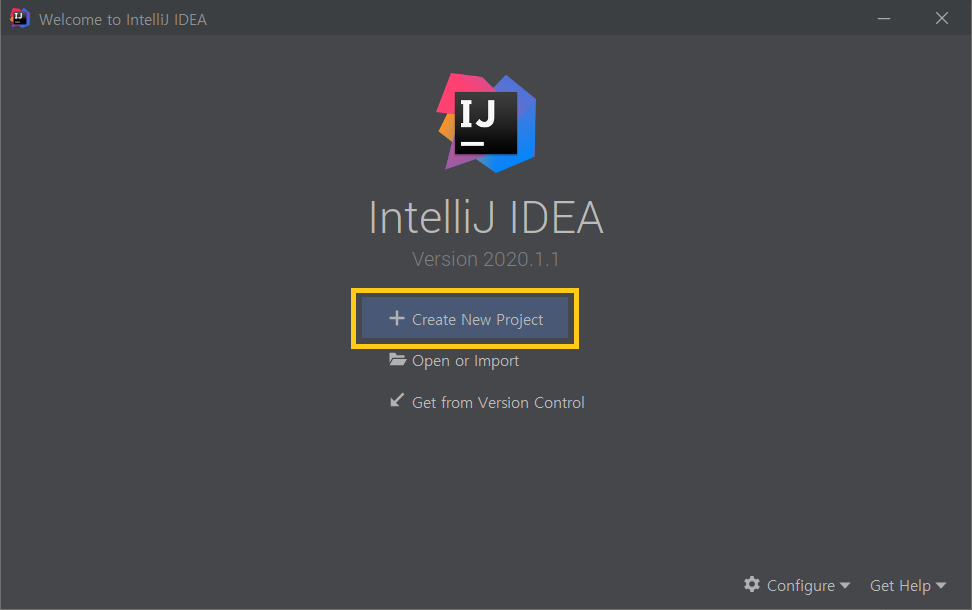 Welcome to IntelliJ IDEA
IJ
IntelliJ IDEA
Version 2020.1.1
Create New Project
Open or Import
Get from Version Control
Configure
Get Help